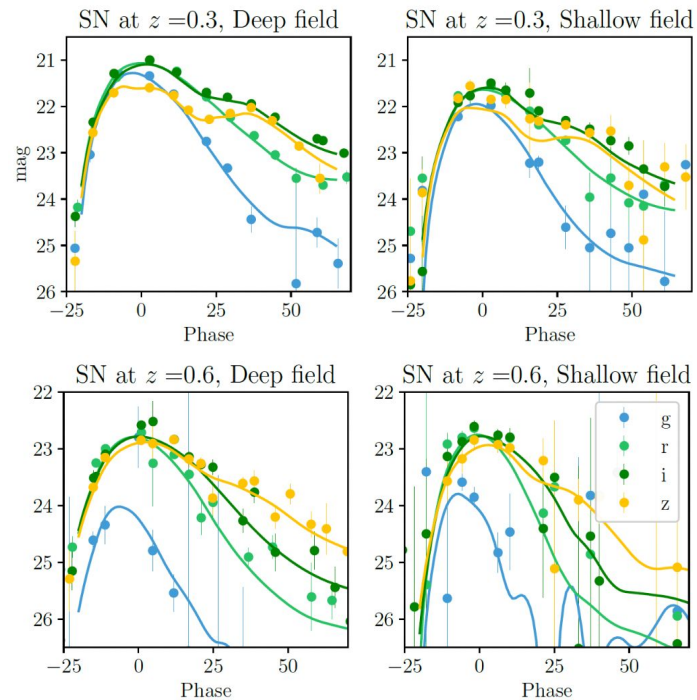 SN at z =0.3, Deep field
SN at z =0.3, Shallow field
mag
21
22
23
24
25
26
−25
0
25
50
Phase
21
22
23
24
25
26
−25
0
25
50
Phase
SN at z =0.6, Deep field
SN at z =0.6, Shallow field
22
23
24
25
26
−25
0
25
50
Phase
22
23
24
25
26
−25
0
25
50
Phase
g
r
i
z